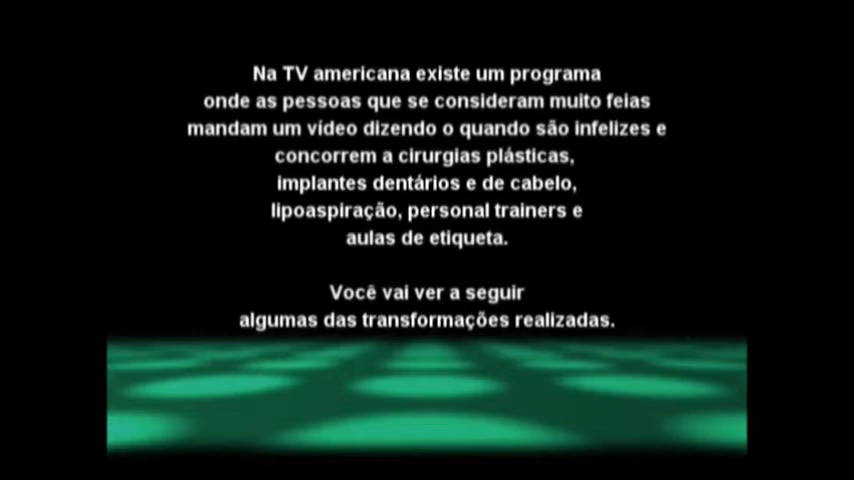 Na TV americana existe um programa
onde as pessoas que se consideram muito feias
mandam um vídeo dizendo o quando são infelizes e
concorrem a cirurgias plásticas,
implantes dentários e de cabelo,
lipoaspiração, personal trainers e
aulas de etiqueta.
Você vai ver a seguir
algumas das transformações realizadas.